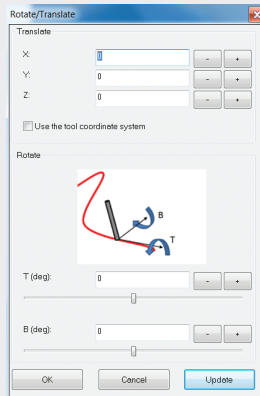 Rotate/Translate
Translate
X: 0 - +
Y: 0 - +
Z: 0 - +
Use the tool coordinate system
Rotate
B
T
T (deg): 0 - +
B (deg): 0 - +
OK Cancel Update